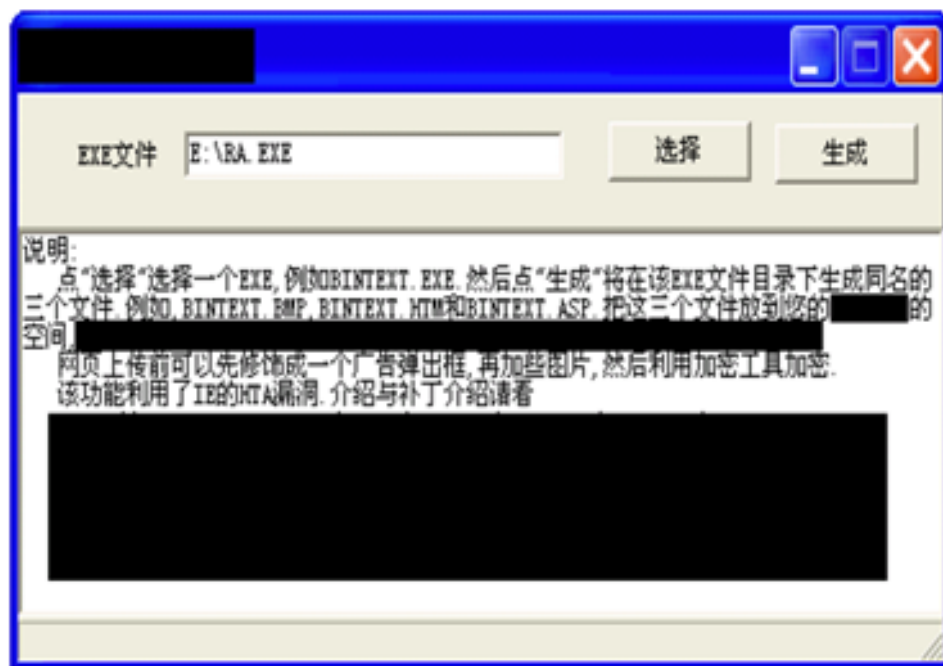 EXE文件 E:\RA.EXE 选择 生成
说明:
点"选择"选择一个EXE,例如BINTEXT.EXE.然后点"生成"将在该EXE文件目录下生成同名的
三个文件.例如,BINTEXT.BMP,BINTEXT.HTM和BINTEXT.ASP.把这三个文件放到您的 的
空间,
网页上传前可以先修饰成一个广告弹出框,再加些图片,然后利用加密工具加密.
该功能利用了IE的HTA漏洞.介绍与补丁介绍请看